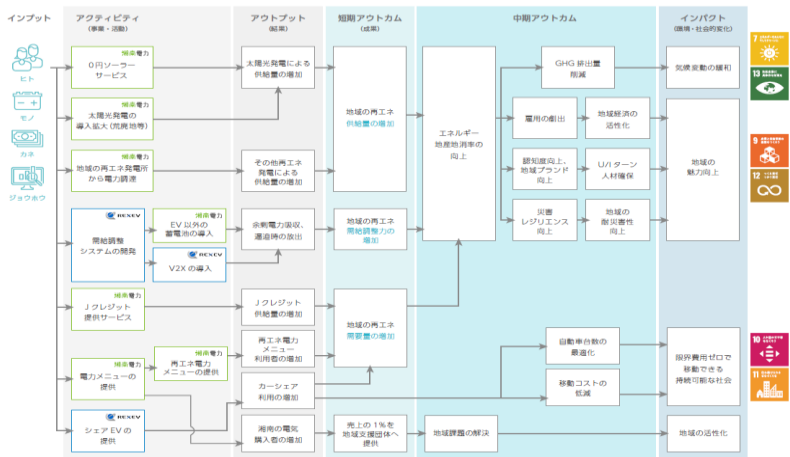 インプット
アクティビティ
(事業・活動)
アウトプット
(結果)
短期アウトカム
(成果)
中期アウトカム
インパクト
(環境・社会的変化)
ヒト
モノ
カネ
ジョウホウ
湘南電力
0円ソーラー
サービス
湘南電力
太陽光発電の
導入拡大(荒廃地等)
湘南電力
地域の再エネ発電所
から電力調達
REXEV
需給調整
システムの開発
湘南電力
EV以外の
蓄電池の導入
REXEV
V2Xの導入
湘南電力
Jクレジット
提供サービス
湘南電力
電力メニューの
提供
湘南電力
再エネ電力
メニューの提供
REXEV
シェアEVの
提供
太陽光発電による
供給量の増加
その他再エネ
発電による
供給量の増加
余剰電力吸収、
逼迫時の放出
Jクレジット
供給量の増加
再エネ電力
メニュー
利用者の増加
カーシェア
利用の増加
湘南の電気
購入者の増加
地域の再エネ
供給量の増加
地域の再エネ
需給調整力の
増加
地域の再エネ
需要量の増加
売上の1%を
地域支援団体へ
提供
エネルギー
地産地消率の
向上
地域課題の解決
GHG排出量
削減
雇用の創出
地域経済の
活性化
認知度向上、
地域ブランド
向上
U/Iターン
人材確保
災害
レジリエンス
向上
地域の
耐災害性
向上
自動車台数の
最適化
移動コストの
低減
気候変動の緩和
地域の
魅力向上
限界費用ゼロで
移動できる
持続可能な社会
地域の活性化
7
13
9
12
10
11